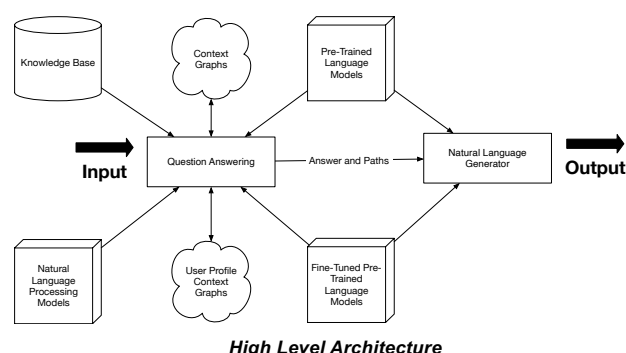 Knowledge Base
Context
Graphs
Pre-Trained
Language
Models
Input
Question Answering
Answer and Paths
Natural Language
Generator
Output
Natural
Language
Processing
Models
User Profile
Context
Graphs
Fine-Tuned Pre-
Trained
Language
Models
High Level Architecture